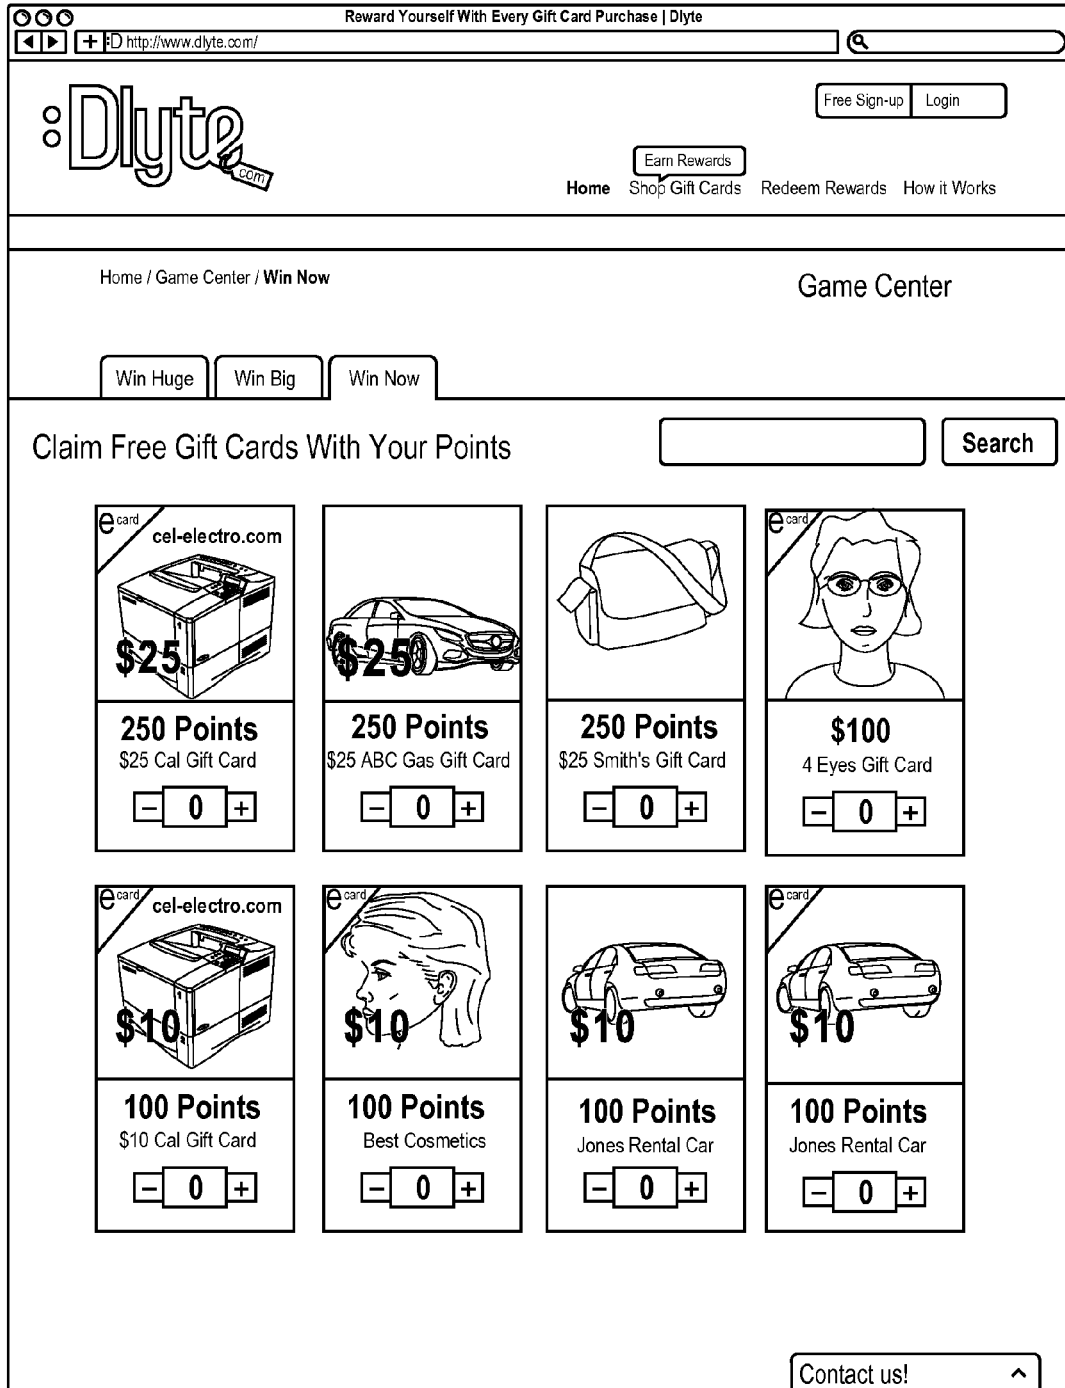 Reward Yourself With Every Gift Card Purchase | Dlyte
:D http://www.dlyte.com/
:Dlyte.com
Free Sign-up Login
Earn Rewards
Home Shop Gift Cards Redeem Rewards How it Works
Home / Game Center / Win Now
Game Center
Win Huge Win Big Win Now
Claim Free Gift Cards With Your Points
Search
e card
cel-electro.com
$25
250 Points
$25 Cal Gift Card
− 0 +
$25
250 Points
$25 ABC Gas Gift Card
− 0 +
250 Points
$25 Smith's Gift Card
− 0 +
e card
$100
4 Eyes Gift Card
− 0 +
e card
cel-electro.com
$10
100 Points
$10 Cal Gift Card
− 0 +
e card
$10
100 Points
Best Cosmetics
− 0 +
$10
100 Points
Jones Rental Car
− 0 +
e card
$10
100 Points
Jones Rental Car
− 0 +
Contact us!